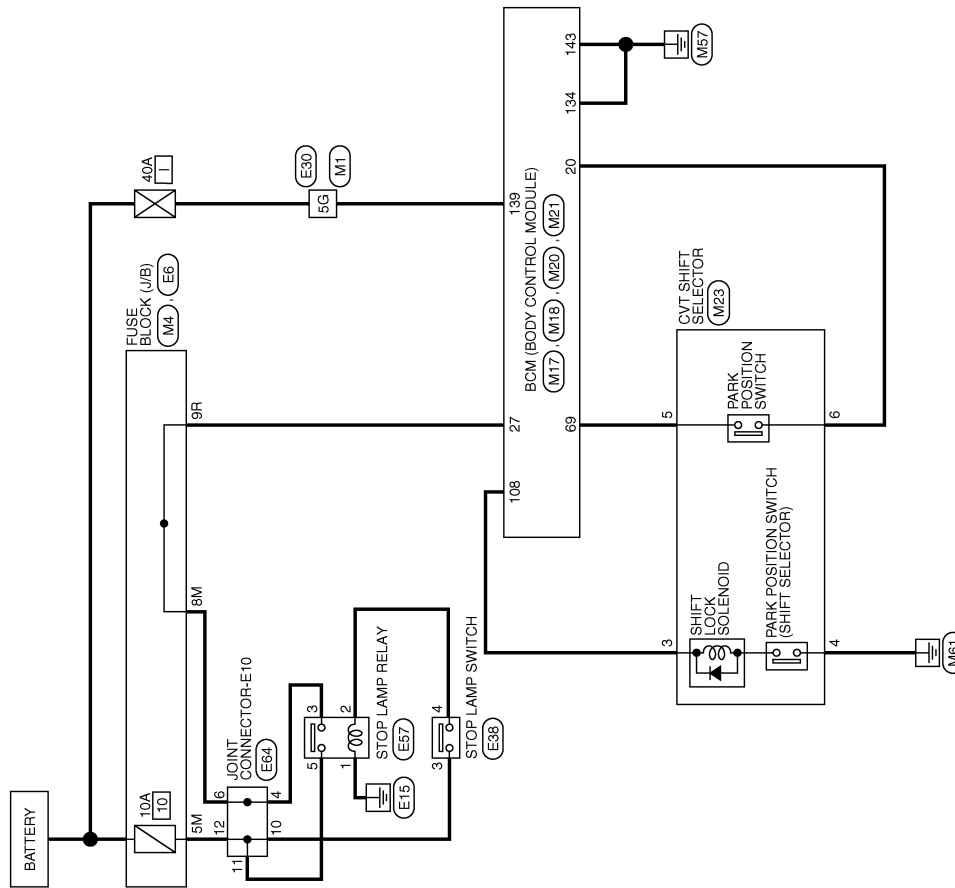 BATTERY
10A
10
5M
JOINT
CONNECTOR-E10
E64
12
6
11
10
4
5
3
1
2
STOP LAMP RELAY
E57
E15
3
4
STOP LAMP SWITCH
E38
8M
9R
FUSE
BLOCK (J/B)
M4 , E6
40A
I
5G
E30
M1
108
27
139
BCM (BODY CONTROL MODULE)
M17 , M18 , M20 , M21
69
20
134
143
M57
3
5
SHIFT
LOCK
SOLENOID
PARK POSITION SWITCH
(SHIFT SELECTOR)
PARK
POSITION
SWITCH
CVT SHIFT
SELECTOR
M23
4
6
M61